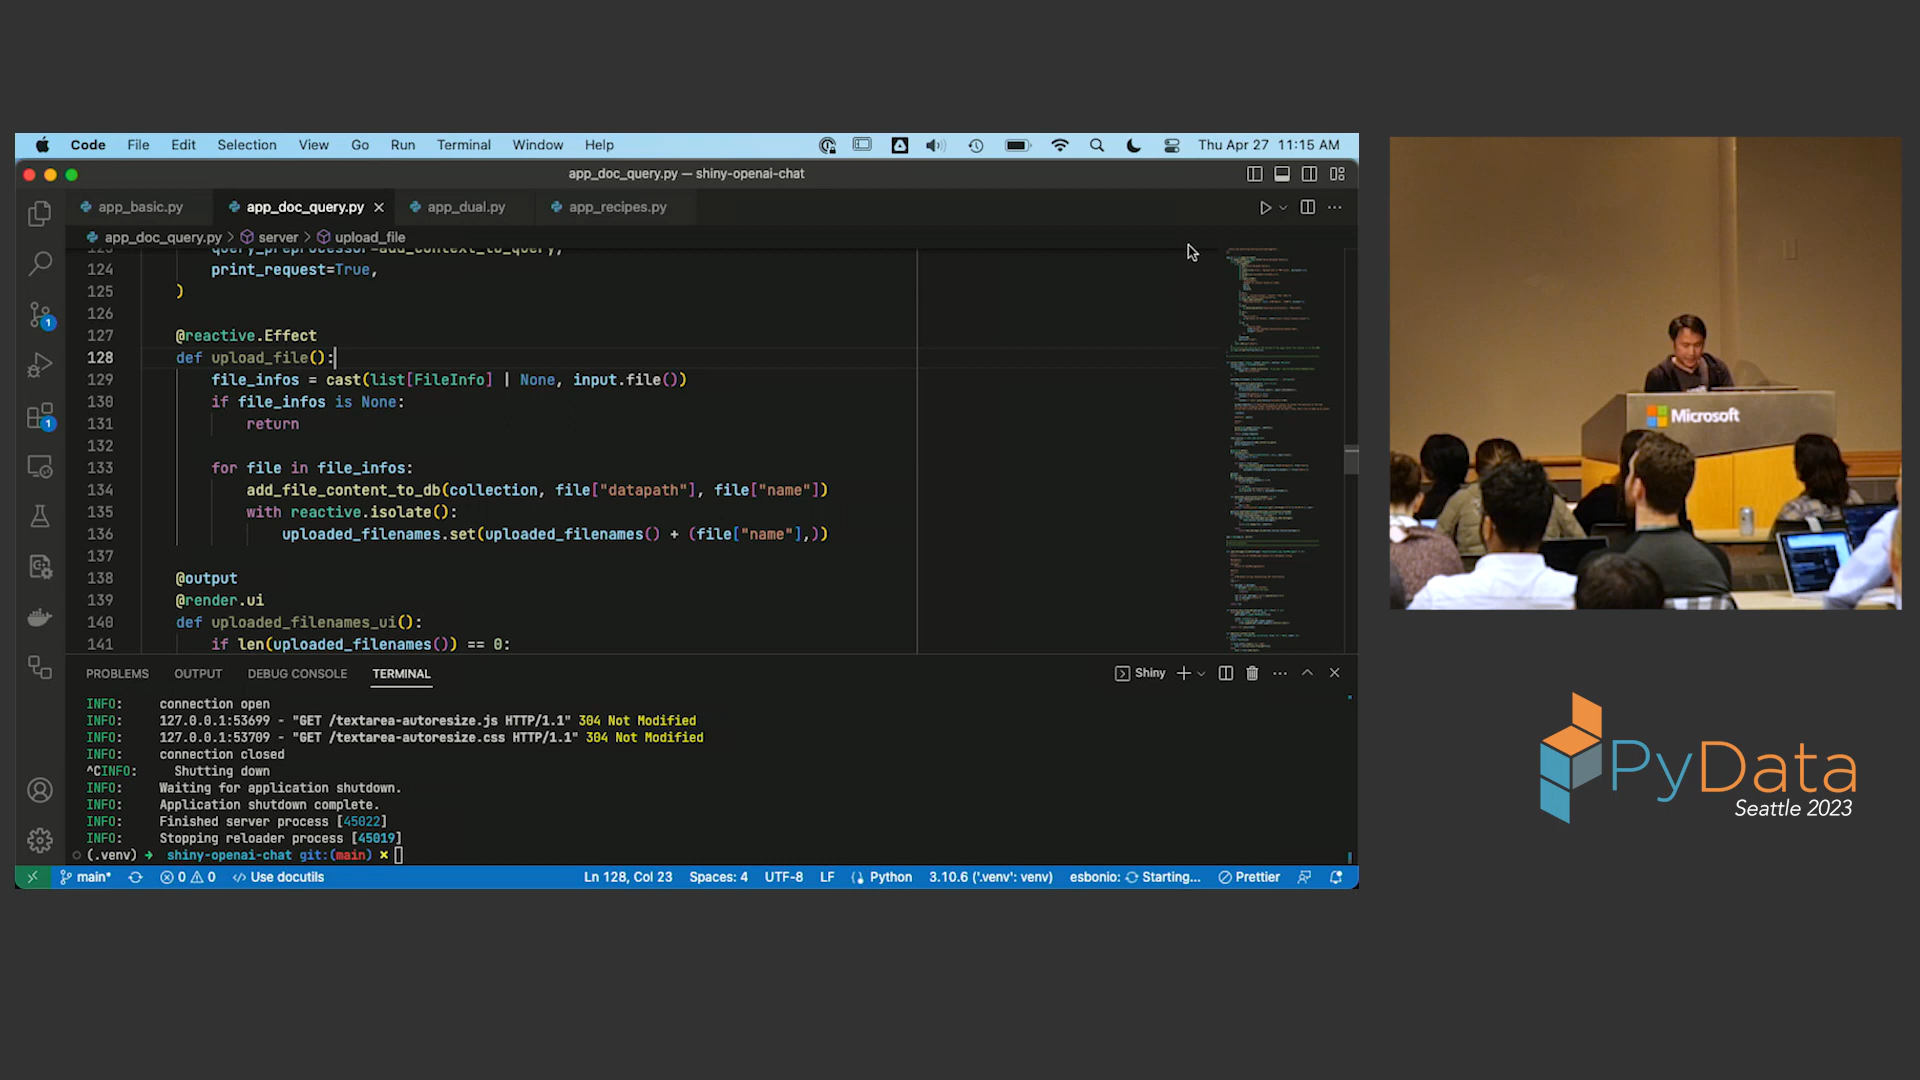 Code File Edit Selection View Go Run Terminal Window Help Thu Apr 27 11:15 AM
app_doc_query.py — shiny-openai-chat
app_basic.py app_doc_query.py app_dual.py app_recipes.py
app_doc_query.py > server > upload_file
123 query_preprocessor=add_context_to_query,
124 print_request=True,
125 )
126
127 @reactive.Effect
128 def upload_file():
129 file_infos = cast(list[FileInfo] | None, input.file())
130 if file_infos is None:
131 return
132
133 for file in file_infos:
134 add_file_content_to_db(collection, file["datapath"], file["name"])
135 with reactive.isolate():
136 uploaded_filenames.set(uploaded_filenames() + (file["name"],))
137
138 @output
139 @render.ui
140 def uploaded_filenames_ui():
141 if len(uploaded_filenames()) == 0:
1
1
PROBLEMS OUTPUT DEBUG CONSOLE TERMINAL Shiny
INFO: connection open
INFO: 127.0.0.1:53699 - "GET /textarea-autoresize.js HTTP/1.1" 304 Not Modified
INFO: 127.0.0.1:53709 - "GET /textarea-autoresize.css HTTP/1.1" 304 Not Modified
INFO: connection closed
^CINFO: Shutting down
INFO: Waiting for application shutdown.
INFO: Application shutdown complete.
INFO: Finished server process [45022]
INFO: Stopping reloader process [45019]
(.venv) → shiny-openai-chat git:(main) ×
main* 0 0 Use docutils Ln 128, Col 23 Spaces: 4 UTF-8 LF Python 3.10.6 ('.venv': venv) esbonio: Starting... Prettier
Microsoft
PyData
Seattle 2023